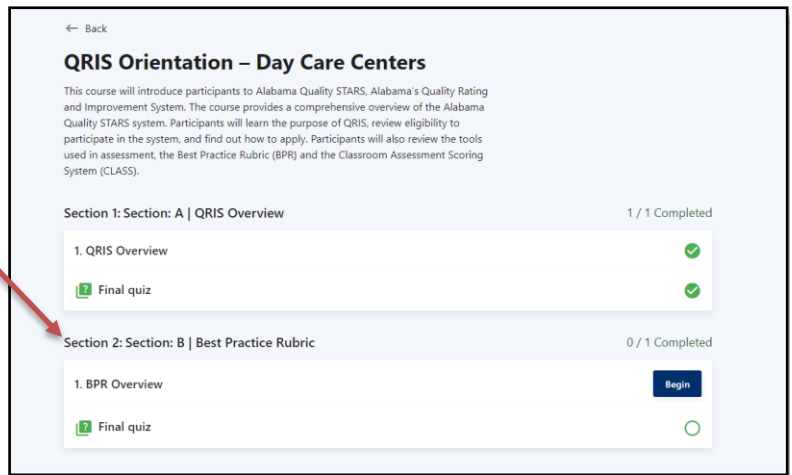 ← Back
QRIS Orientation – Day Care Centers
This course will introduce participants to Alabama Quality STARS, Alabama's Quality Rating
and Improvement System. The course provides a comprehensive overview of the Alabama
Quality STARS system. Participants will learn the purpose of QRIS, review eligibility to
participate in the system, and find out how to apply. Participants will also review the tools
used in assessment, the Best Practice Rubric (BPR) and the Classroom Assessment Scoring
System (CLASS).
Section 1: Section: A | QRIS Overview 1 / 1 Completed
1. QRIS Overview
? Final quiz
Section 2: Section: B | Best Practice Rubric 0 / 1 Completed
1. BPR Overview Begin
? Final quiz